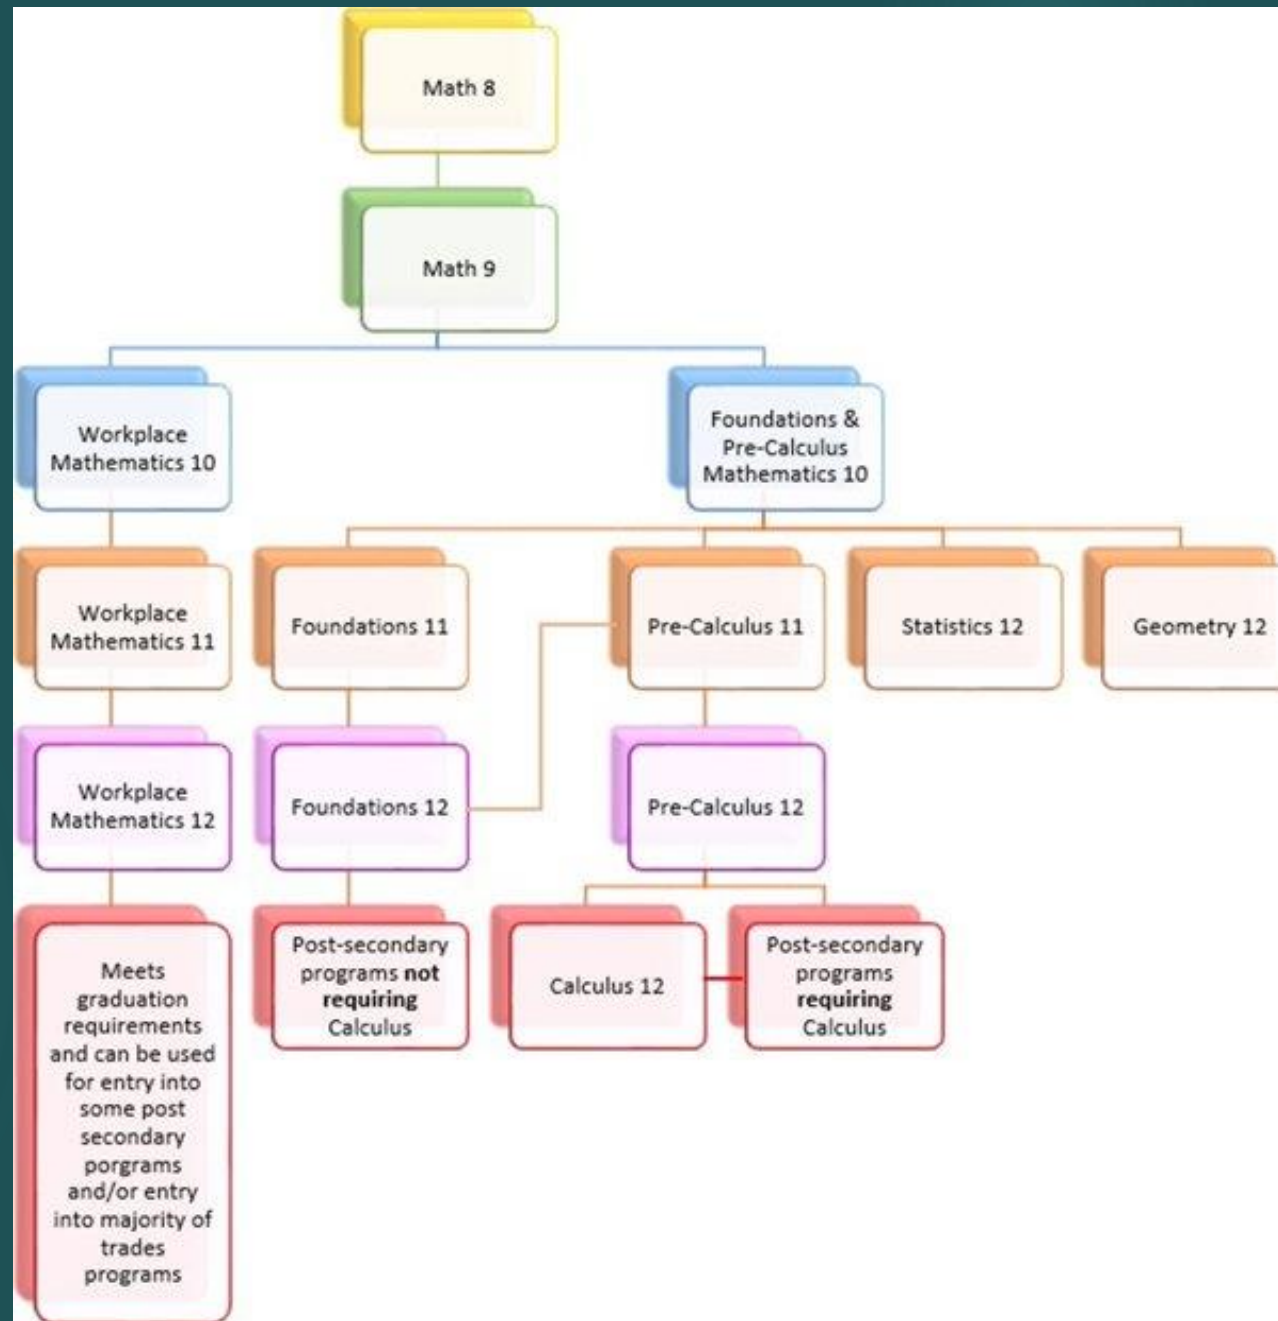 Math 8
Math 9
Workplace
Mathematics 10
Foundations &
Pre-Calculus
Mathematics 10
Workplace
Mathematics 11
Foundations 11
Pre-Calculus 11
Statistics 12
Geometry 12
Workplace
Mathematics 12
Foundations 12
Pre-Calculus 12
Meets
graduation
requirements
and can be used
for entry into
some post
secondary
porgrams
and/or entry
into majority of
trades
programs
Post-secondary
programs not
requiring
Calculus
Calculus 12
Post-secondary
programs
requiring
Calculus